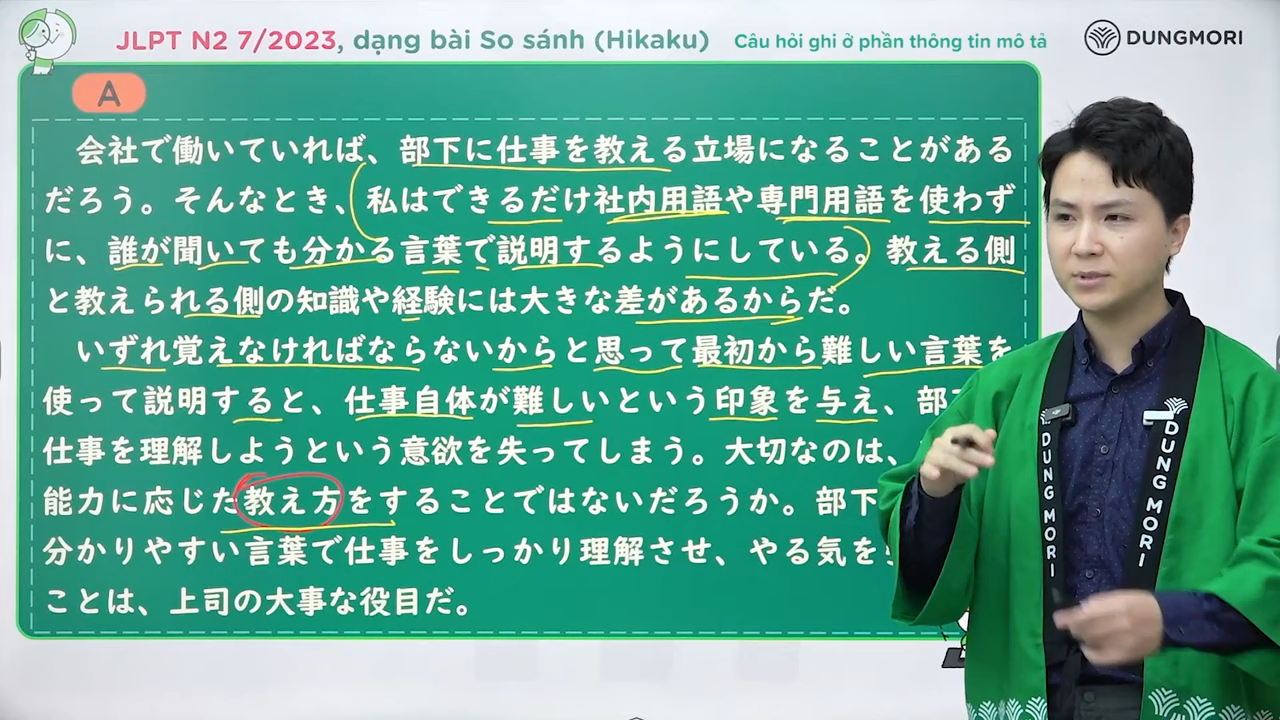 JLPT N2 7/2023, dạng bài So sánh (Hikaku)
Câu hỏi ghi ở phần thông tin mô tả
DUNGMORI
A
会社で働いていれば、部下に仕事を教える立場になることがある
だろう。そんなとき、私はできるだけ社内用語や専門用語を使わず
に、誰が聞いても分かる言葉で説明するようにしている。教える側
と教えられる側の知識や経験には大きな差があるからだ。
いずれ覚えなければならないからと思って最初から難しい言葉を
使って説明すると、仕事自体が難しいという印象を与え、部
仕事を理解しようという意欲を失ってしまう。大切なのは、
能力に応じた教え方をすることではないだろうか。部下
分かりやすい言葉で仕事をしっかり理解させ、やる気を
ことは、上司の大事な役目だ。
DUNG MORI
DUNG MORI